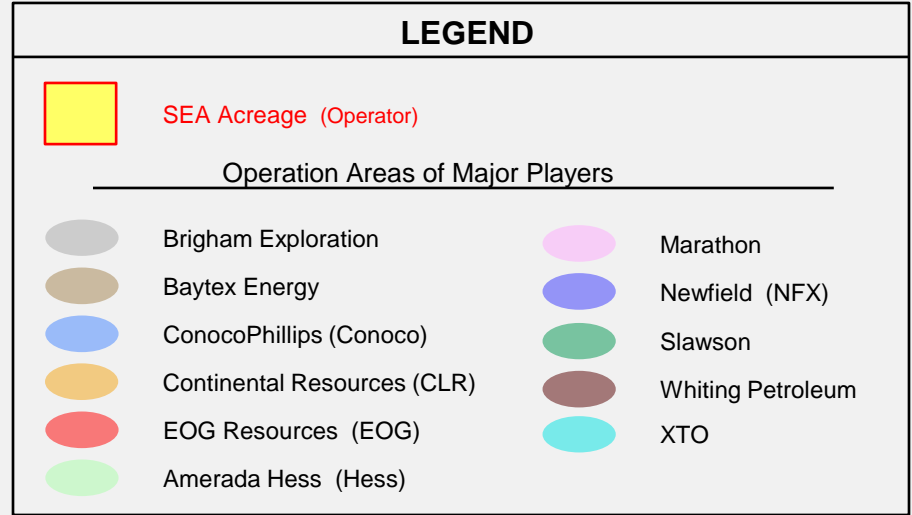 LEGEND
SEA Acreage (Operator)
Operation Areas of Major Players
Brigham Exploration
Baytex Energy
ConocoPhillips (Conoco)
Continental Resources (CLR)
EOG Resources (EOG)
Amerada Hess (Hess)
Marathon
Newfield (NFX)
Slawson
Whiting Petroleum
XTO